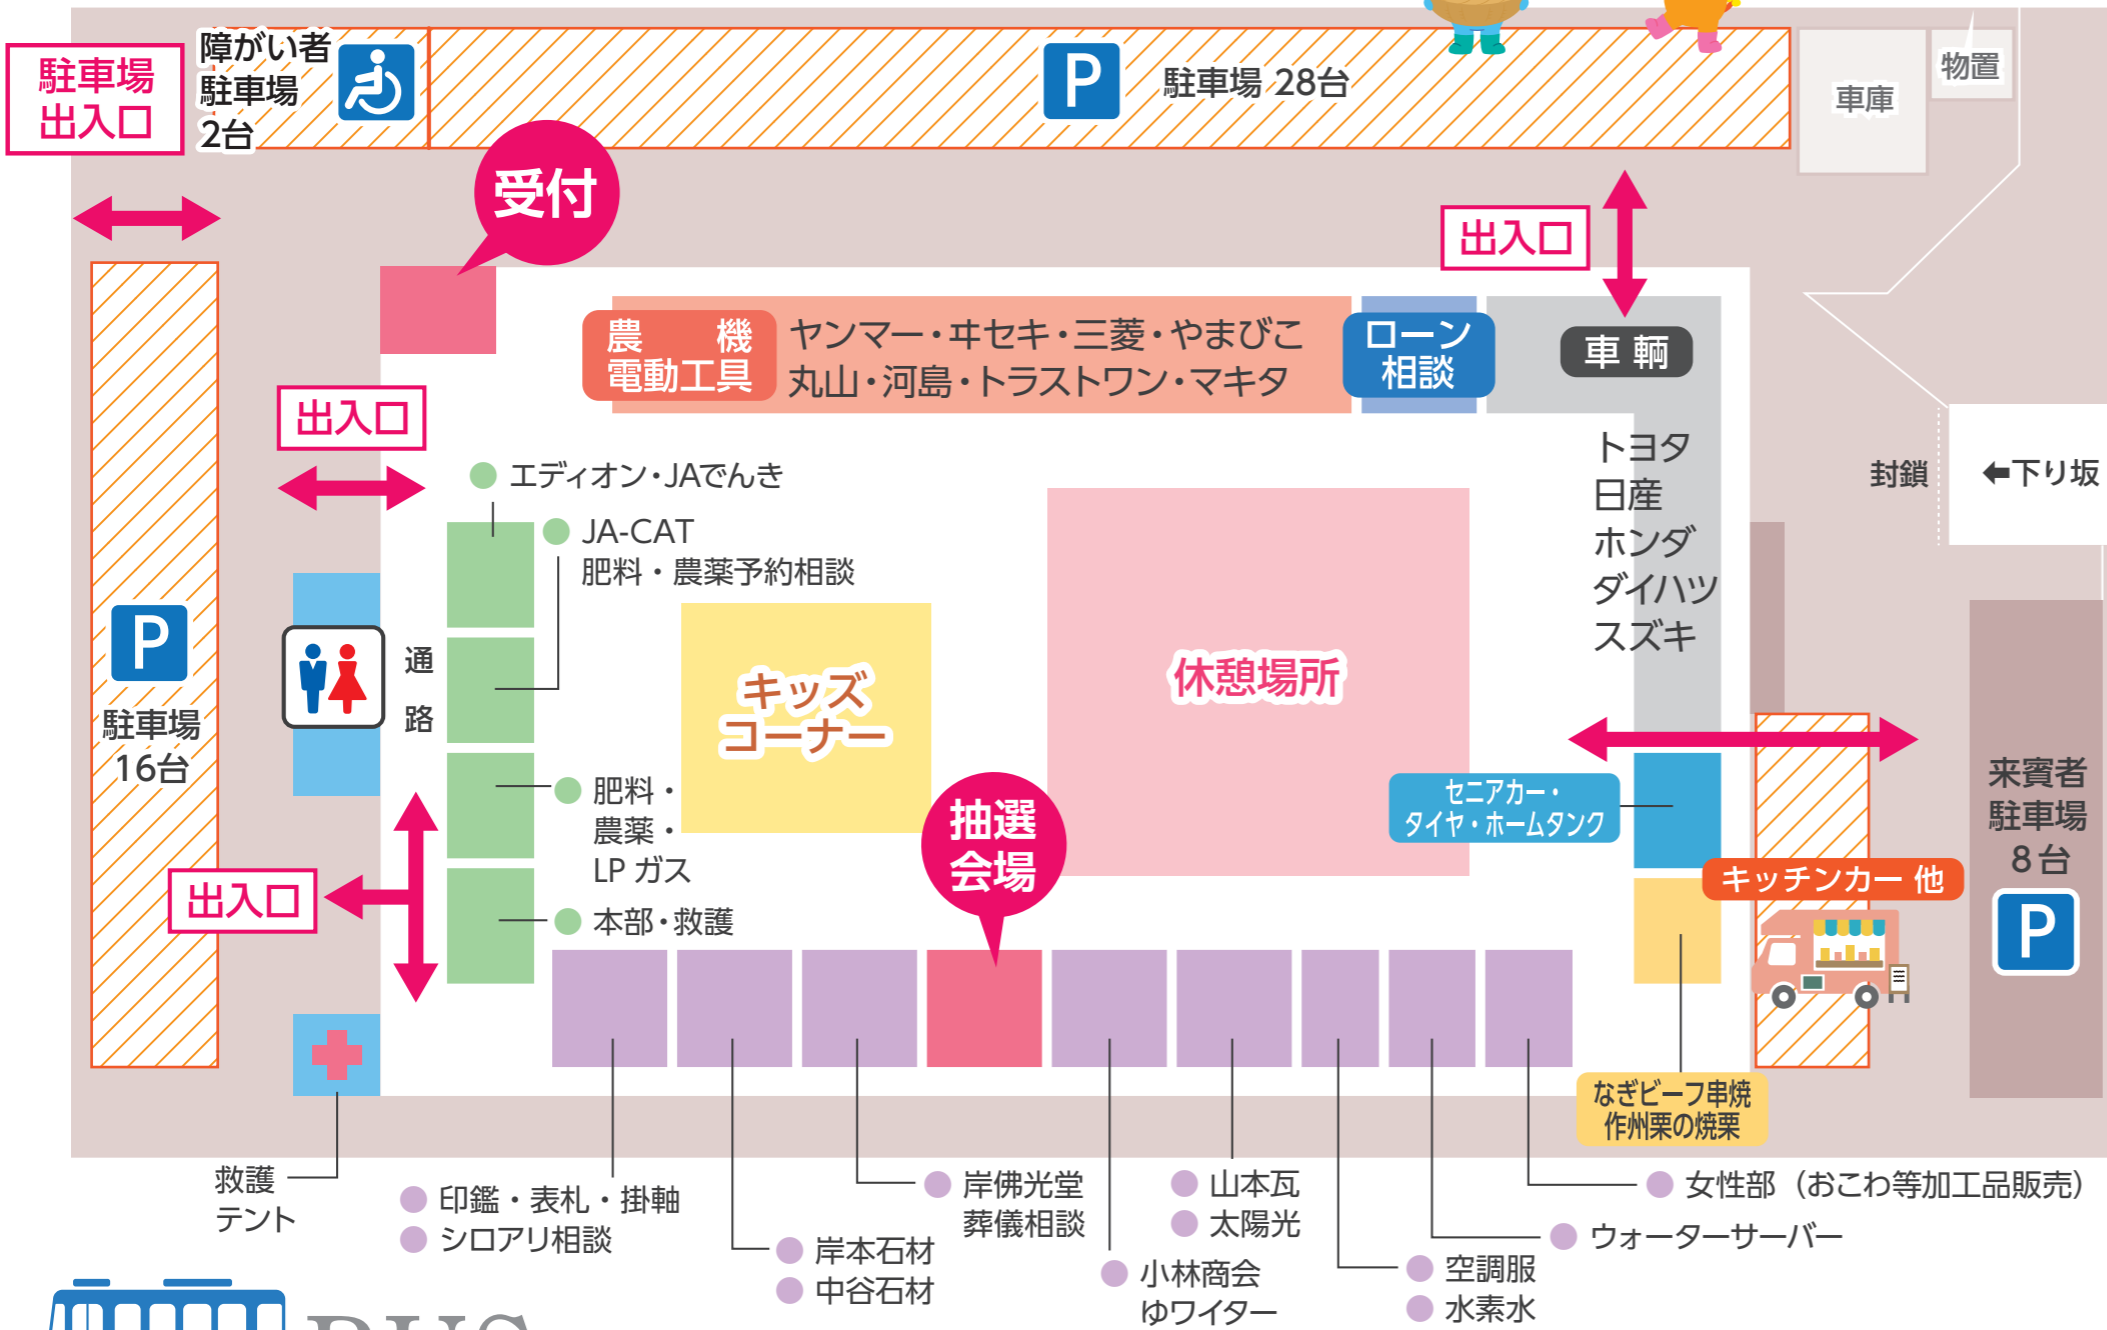 駐車場
出入口
障がい者
駐車場
2台
P
駐車場 28台
車庫
物置
受付
出入口
農　機
電動工具
ヤンマー・ヰセキ・三菱・やまびこ
丸山・河島・トラストワン・マキタ
ローン
相談
車 輌
トヨタ
日産
ホンダ
ダイハツ
スズキ
封鎖
⬅下り坂
出入口
エディオン・JAでんき
JA-CAT
肥料・農薬予約相談
P
駐車場
16台
通
路
キッズ
コーナー
休憩場所
肥料・
農薬・
LP ガス
抽選
会場
セニアカー・
タイヤ・ホームタンク
来賓者
駐車場
8台
P
キッチンカー 他
出入口
本部・救護
なぎビーフ串焼
作州栗の焼栗
救護
テント
印鑑・表札・掛軸
シロアリ相談
岸本石材
中谷石材
岸佛光堂
葬儀相談
小林商会
ゆワイター
山本瓦
太陽光
空調服
水素水
ウォーターサーバー
女性部（おこわ等加工品販売）
BUS